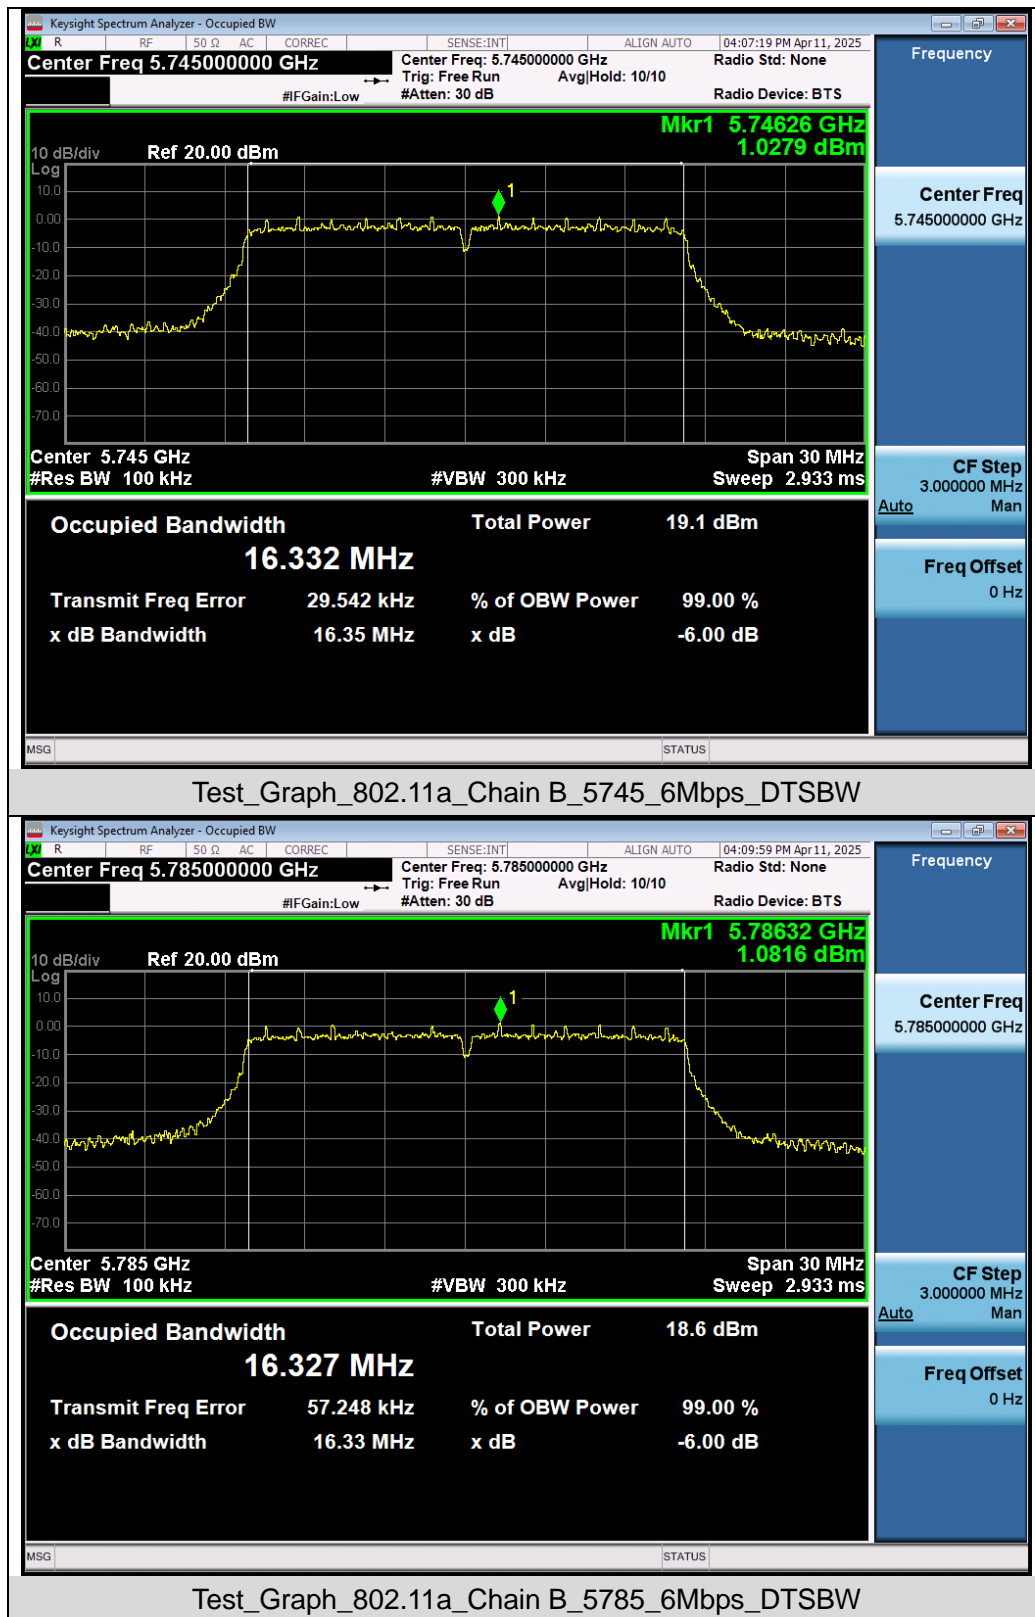 Keysight Spectrum Analyzer - Occupied BW
LXI R RF 50 Ω AC CORREC SENSE:INT ALIGN AUTO 04:07:19 PM Apr 11, 2025
Center Freq 5.745000000 GHz Center Freq: 5.745000000 GHz Radio Std: None Frequency
Trig: Free Run Avg|Hold: 10/10
#IFGain:Low #Atten: 30 dB Radio Device: BTS
Mkr1 5.74626 GHz
10 dB/div Ref 20.00 dBm 1.0279 dBm
Log
10.0
0.00
-10.0
-20.0
-30.0
-40.0
-50.0
-60.0
-70.0
1
Center Freq
5.745000000 GHz
Center 5.745 GHz Span 30 MHz
#Res BW 100 kHz #VBW 300 kHz Sweep 2.933 ms
CF Step
3.000000 MHz
Auto Man
Occupied Bandwidth Total Power 19.1 dBm
16.332 MHz
Freq Offset
0 Hz
Transmit Freq Error 29.542 kHz % of OBW Power 99.00 %
x dB Bandwidth 16.35 MHz x dB -6.00 dB
MSG STATUS
Test_Graph_802.11a_Chain B_5745_6Mbps_DTSBW
Keysight Spectrum Analyzer - Occupied BW
LXI R RF 50 Ω AC CORREC SENSE:INT ALIGN AUTO 04:09:59 PM Apr 11, 2025
Center Freq 5.785000000 GHz Center Freq: 5.785000000 GHz Radio Std: None Frequency
Trig: Free Run Avg|Hold: 10/10
#IFGain:Low #Atten: 30 dB Radio Device: BTS
Mkr1 5.78632 GHz
10 dB/div Ref 20.00 dBm 1.0816 dBm
Log
10.0
0.00
-10.0
-20.0
-30.0
-40.0
-50.0
-60.0
-70.0
1
Center Freq
5.785000000 GHz
Center 5.785 GHz Span 30 MHz
#Res BW 100 kHz #VBW 300 kHz Sweep 2.933 ms
CF Step
3.000000 MHz
Auto Man
Occupied Bandwidth Total Power 18.6 dBm
16.327 MHz
Freq Offset
0 Hz
Transmit Freq Error 57.248 kHz % of OBW Power 99.00 %
x dB Bandwidth 16.33 MHz x dB -6.00 dB
MSG STATUS
Test_Graph_802.11a_Chain B_5785_6Mbps_DTSBW